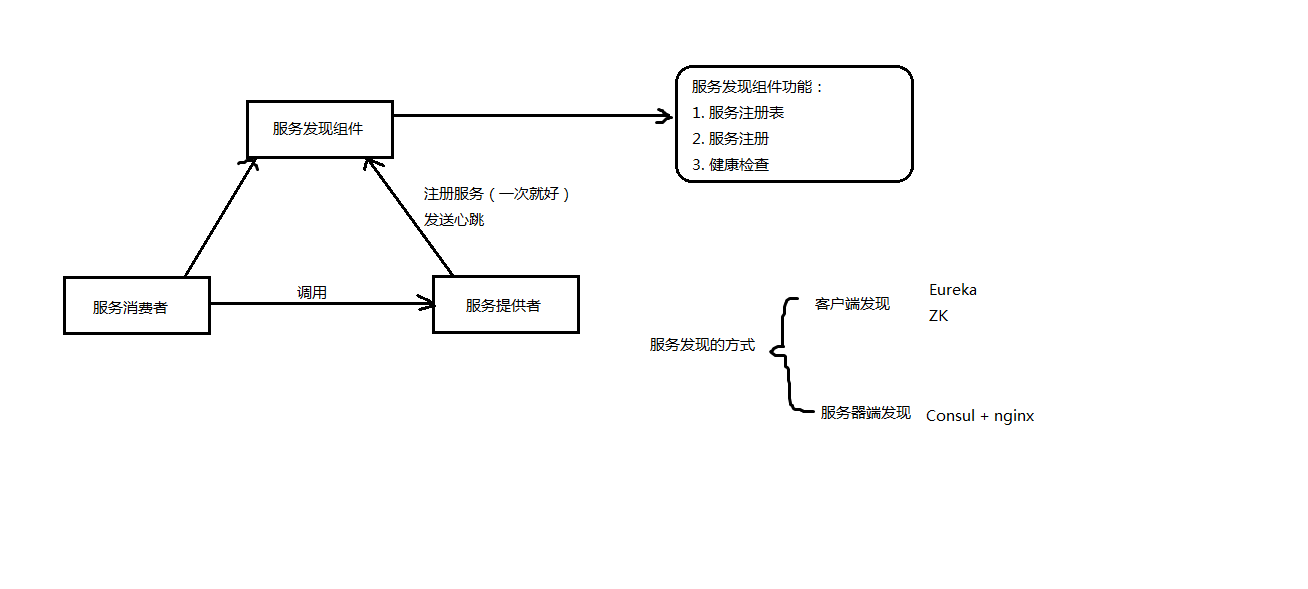 服务发现组件功能：
1. 服务注册表
2. 服务注册
3. 健康检查
服务发现组件
注册服务（一次就好）
发送心跳
服务消费者
调用
服务提供者
服务发现的方式
客户端发现
Eureka
ZK
服务器端发现
Consul + nginx